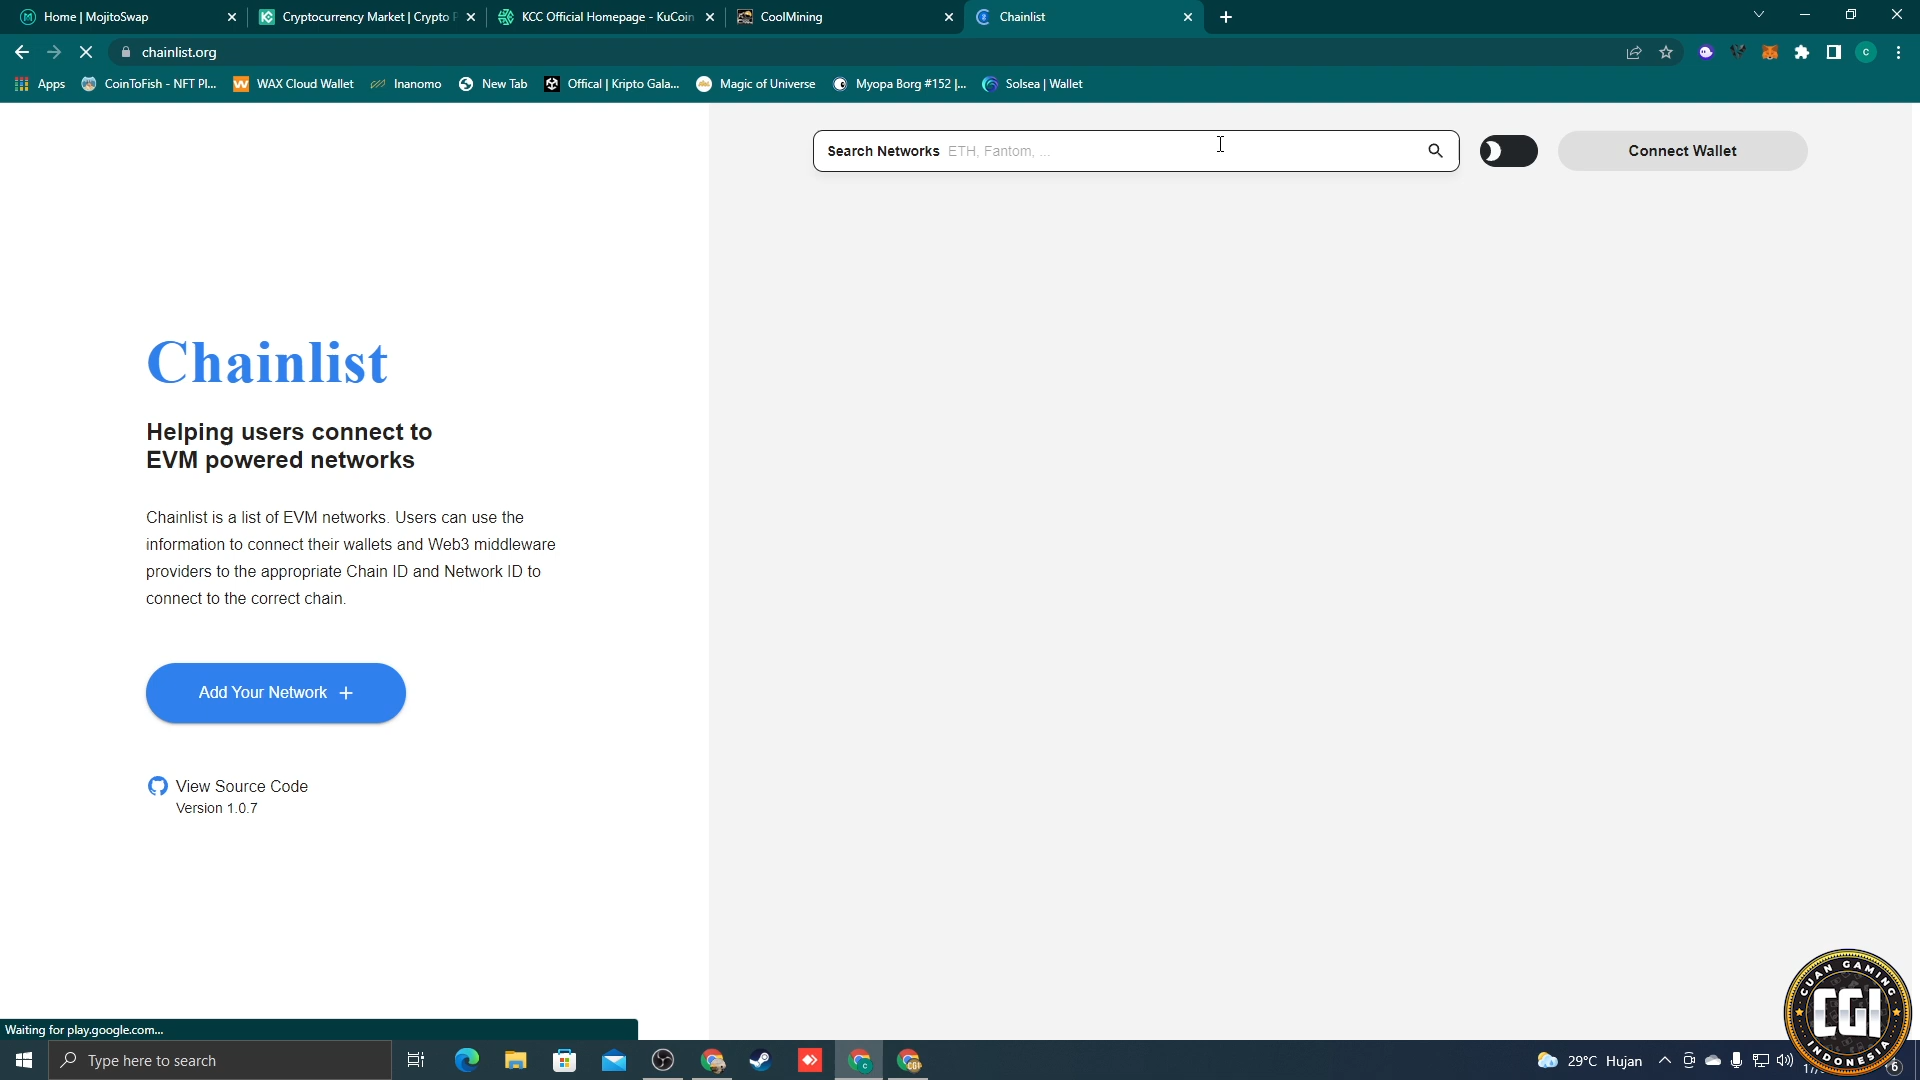 Home | MojitoSwap
Cryptocurrency Market | Crypto P
KCC Official Homepage - KuCoin
CoolMining
Chainlist
chainlist.org
C
Apps
CoinToFish - NFT Pl...
WAX Cloud Wallet
Inanomo
New Tab
Offical | Kripto Gala...
Magic of Universe
Myopa Borg #152 |...
Solsea | Wallet
Search Networks ETH, Fantom, ...
Connect Wallet
Chainlist
Helping users connect to
EVM powered networks
Chainlist is a list of EVM networks. Users can use the
information to connect their wallets and Web3 middleware
providers to the appropriate Chain ID and Network ID to
connect to the correct chain.
Add Your Network +
View Source Code
Version 1.0.7
Waiting for play.google.com...
Type here to search
29°C Hujan
CUAN GAMING
CGI
INDONESIA
6